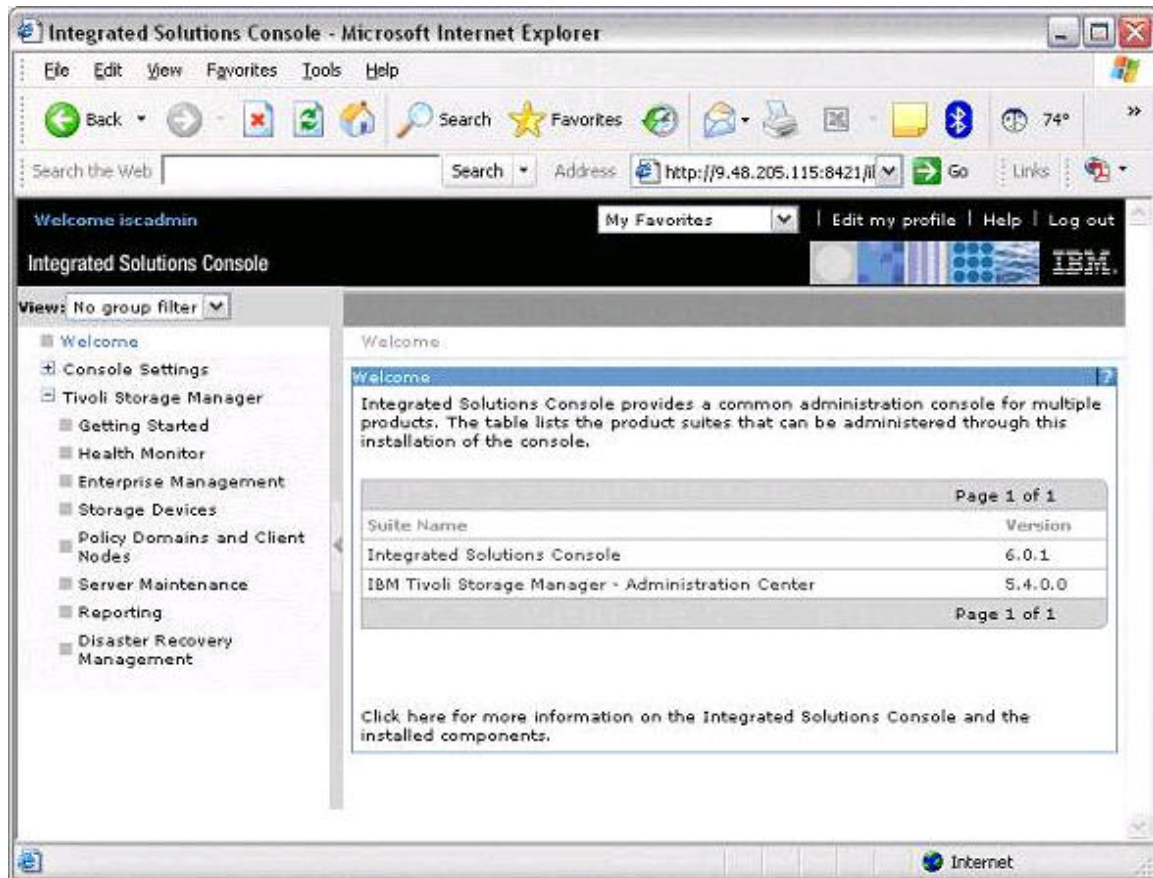 Integrated Solutions Console - Microsoft Internet Explorer
File Edit View Favorites Tools Help
Back Search Favorites 74° »
Search the Web Search Address http://9.48.205.115:8421/i Go Links
Welcome iscadmin My Favorites | Edit my profile | Help | Log out
Integrated Solutions Console IBM.
View: No group filter
Welcome
Console Settings
Tivoli Storage Manager
Getting Started
Health Monitor
Enterprise Management
Storage Devices
Policy Domains and Client
Nodes
Server Maintenance
Reporting
Disaster Recovery
Management
Welcome
Welcome ?
Integrated Solutions Console provides a common administration console for multiple
products. The table lists the product suites that can be administered through this
installation of the console.
Page 1 of 1
Suite Name Version
Integrated Solutions Console 6.0.1
IBM Tivoli Storage Manager - Administration Center 5.4.0.0
Page 1 of 1
Click here for more information on the Integrated Solutions Console and the
installed components.
Internet